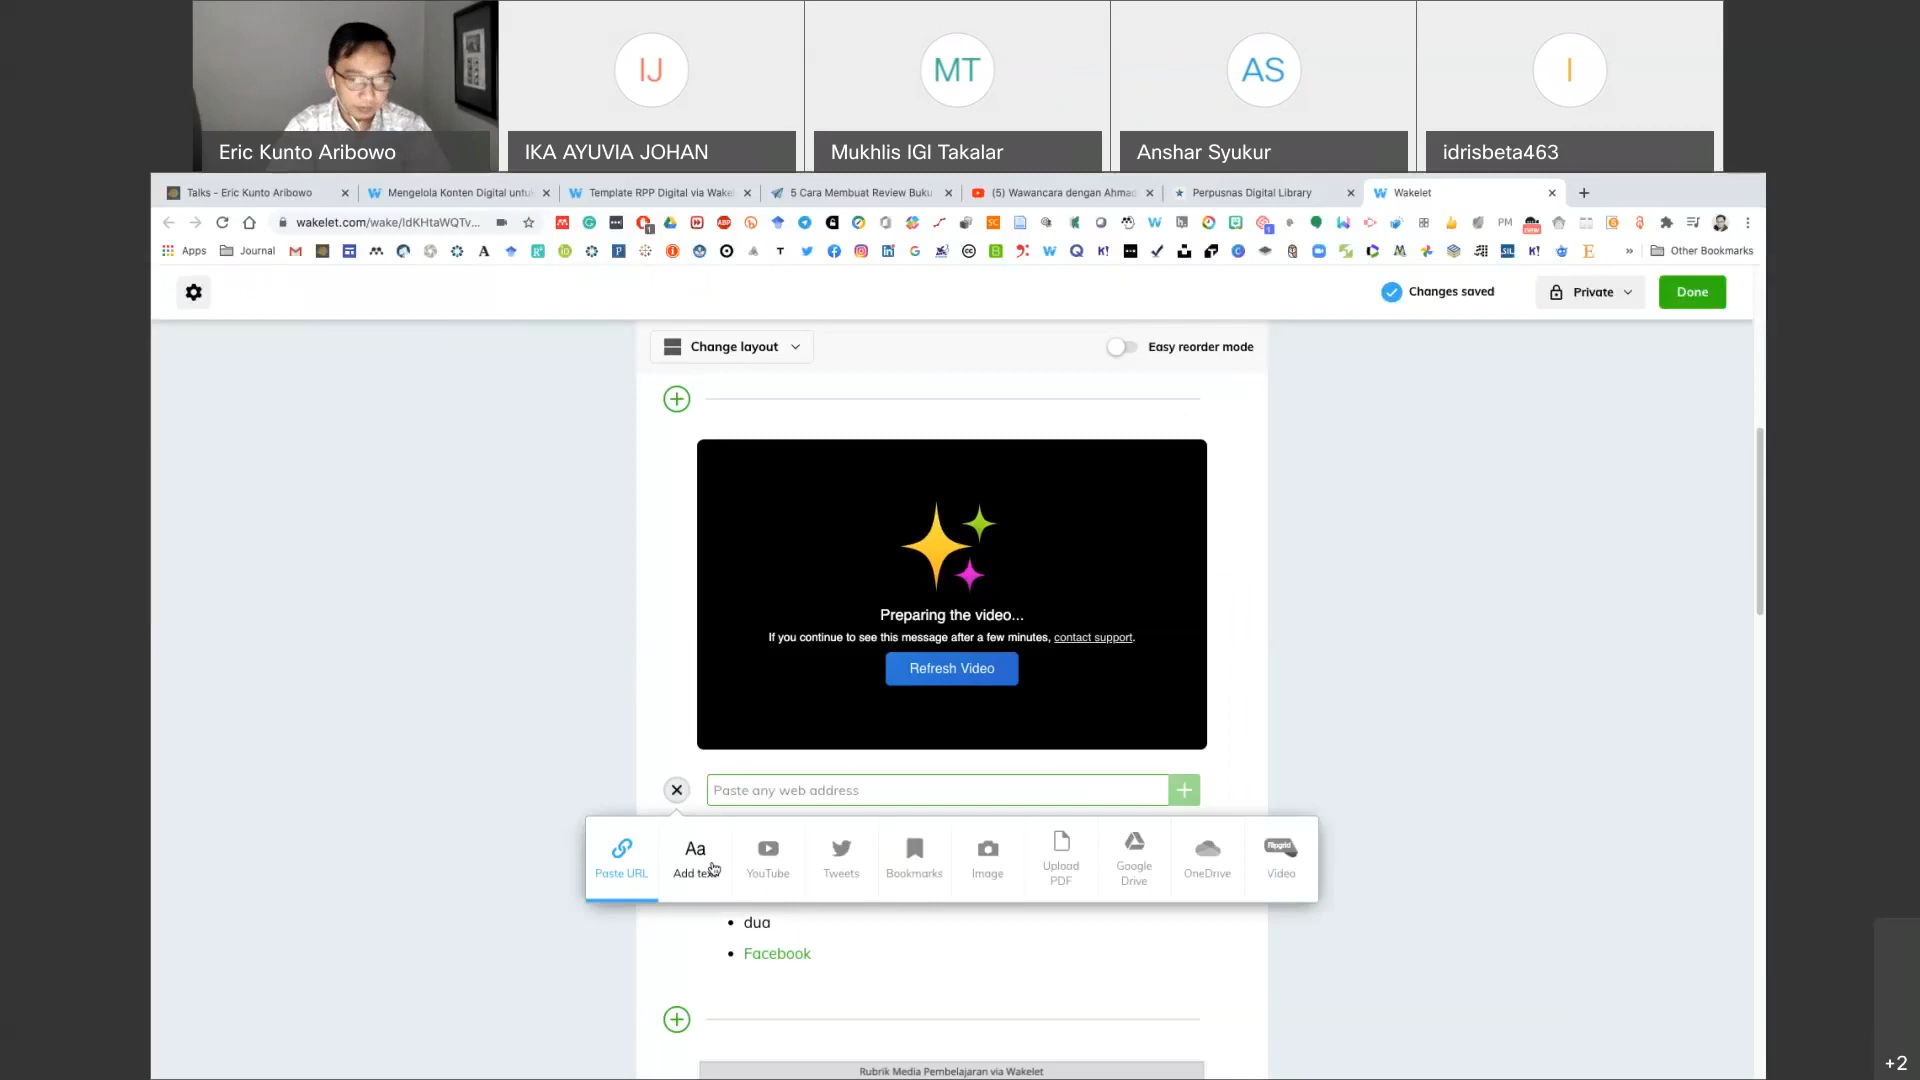 IJ
MT
AS
I
Eric Kunto Aribowo
IKA AYUVIA JOHAN
Mukhlis IGI Takalar
Anshar Syukur
idrisbeta463
Talks - Eric Kunto Aribowo
Mengelola Konten Digital untu
Template RPP Digital via Wake
5 Cara Membuat Review Buku
(5) Wawancara dengan Ahmad
Perpusnas Digital Library
Wakelet
wakelet.com/wake/ldKHtaWQTv...
Apps
Journal
Other Bookmarks
Changes saved
Private
Done
Change layout
Easy reorder mode
Preparing the video...
If you continue to see this message after a few minutes, contact support.
Refresh Video
Paste any web address
Paste URL
Aa
Add text
YouTube
Tweets
Bookmarks
Image
Upload
PDF
Google
Drive
OneDrive
flipgrid
Video
dua
Facebook
Rubrik Media Pembelajaran via Wakelet
+2